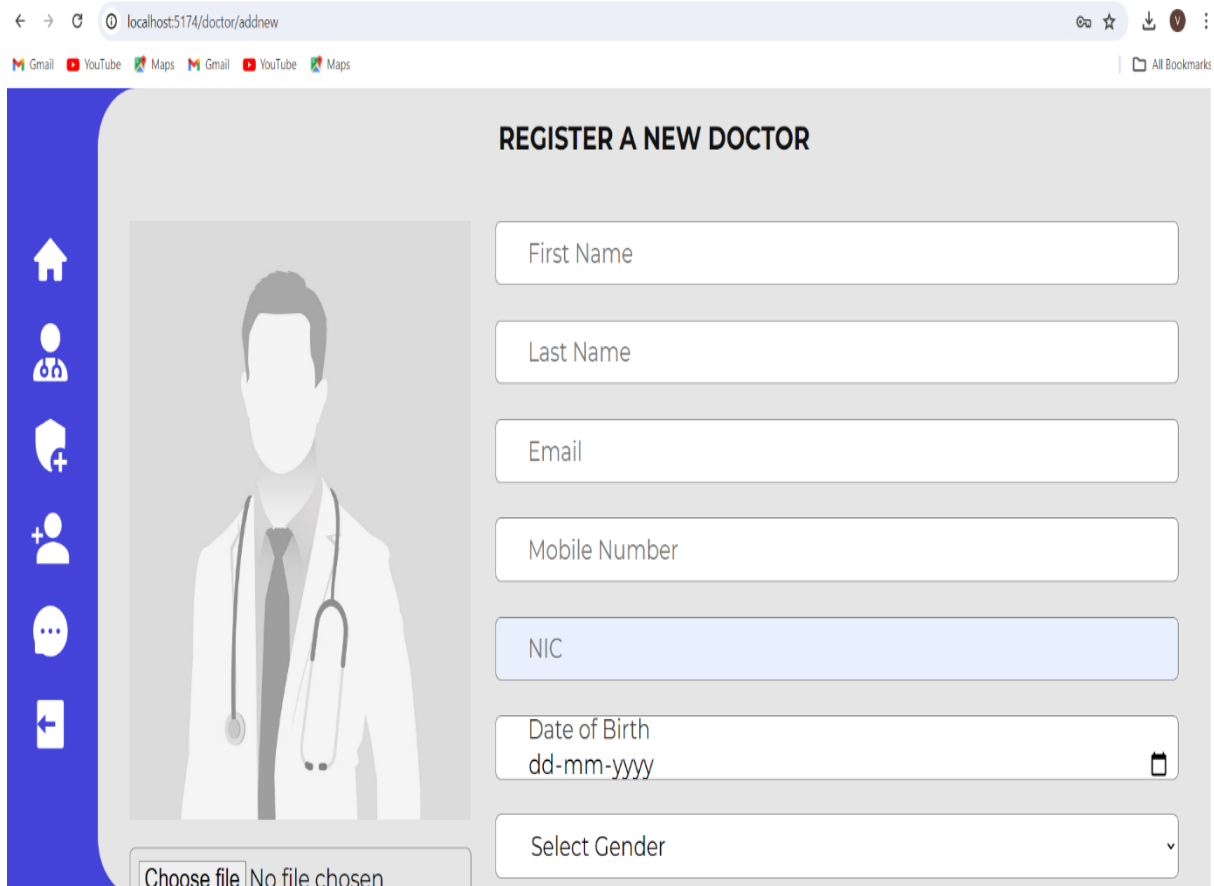 localhost:5174/doctor/addnew
V
Gmail YouTube Maps Gmail YouTube Maps All Bookmarks
REGISTER A NEW DOCTOR
First Name
Last Name
Email
Mobile Number
NIC
Date of Birth
dd-mm-yyyy
Select Gender
Choose file No file chosen